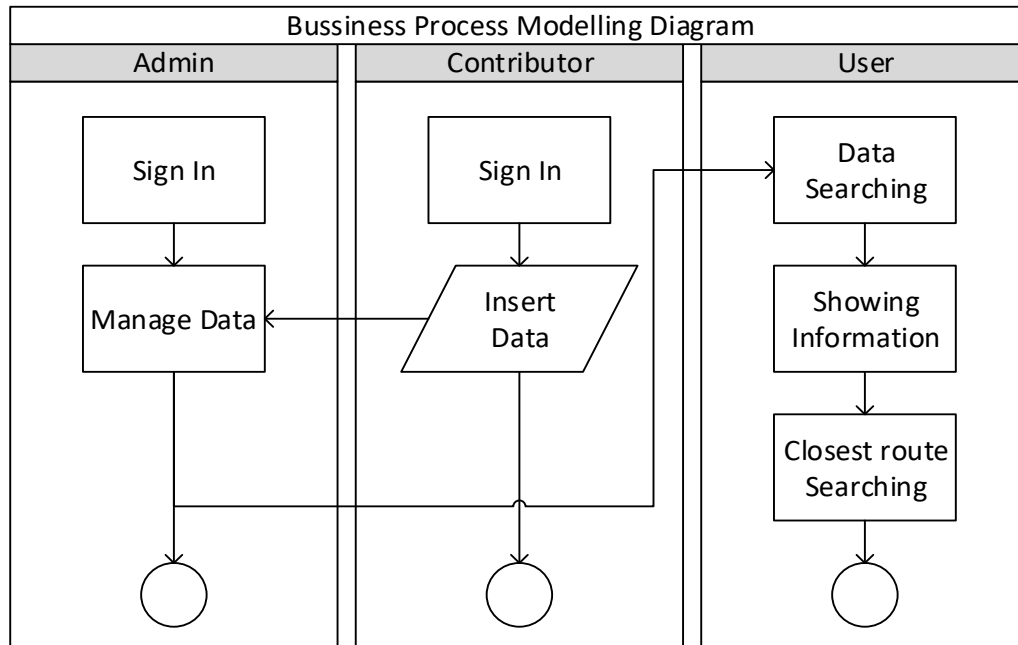 Bussiness Process Modelling Diagram
Admin
Contributor
User
Sign In
Sign In
Data
Searching
Manage Data
Insert
Data
Showing
Information
Closest route
Searching